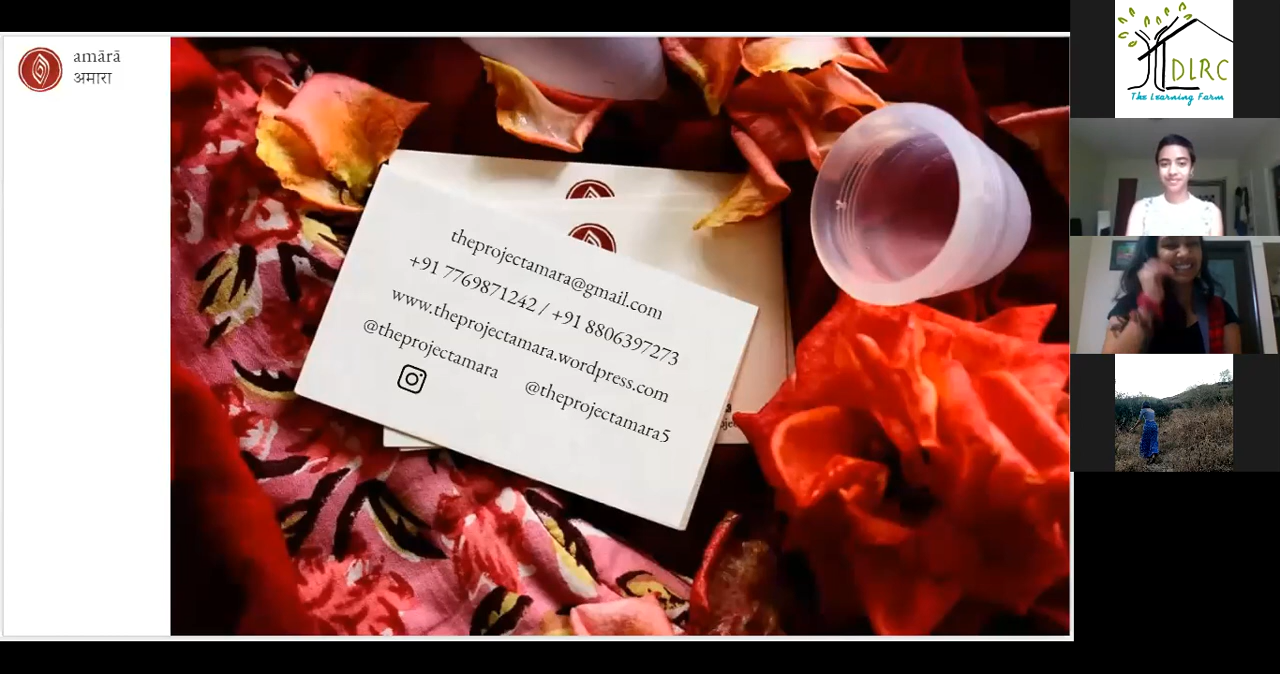 amārā
अमारा
theprojectamara@gmail.com
+91 7769871242 / +91 8806397273
www.theprojectamara.wordpress.com
@theprojectamara @theprojectamara5
DLRC
The Learning Farm